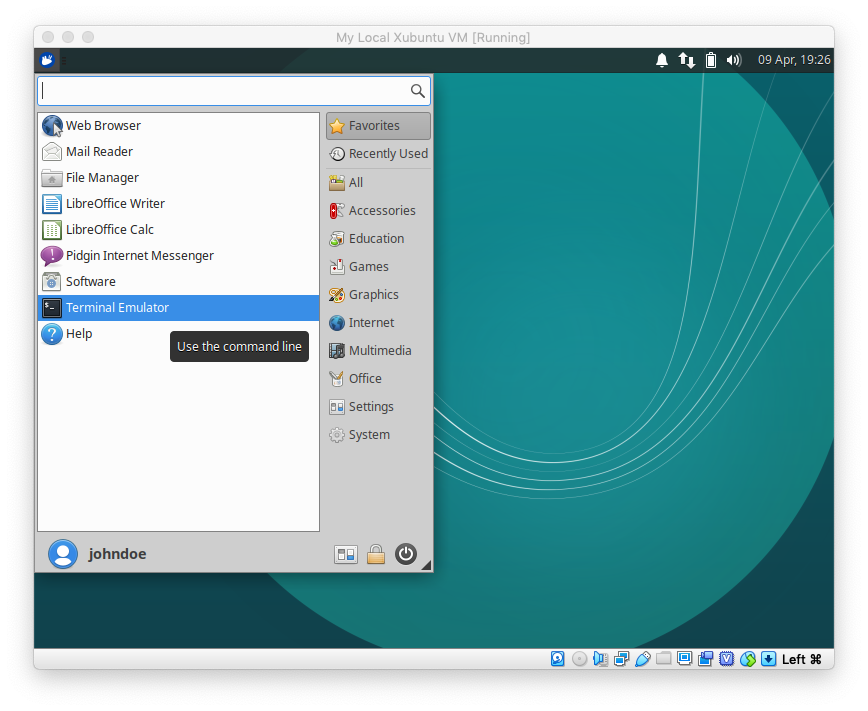 My Local Xubuntu VM [Running]
09 Apr, 19:26
Web Browser
Mail Reader
File Manager
LibreOffice Writer
LibreOffice Calc
Pidgin Internet Messenger
Software
Terminal Emulator
Help
Use the command line
Favorites
Recently Used
All
Accessories
Education
Games
Graphics
Internet
Multimedia
Office
Settings
System
johndoe
Left ⌘